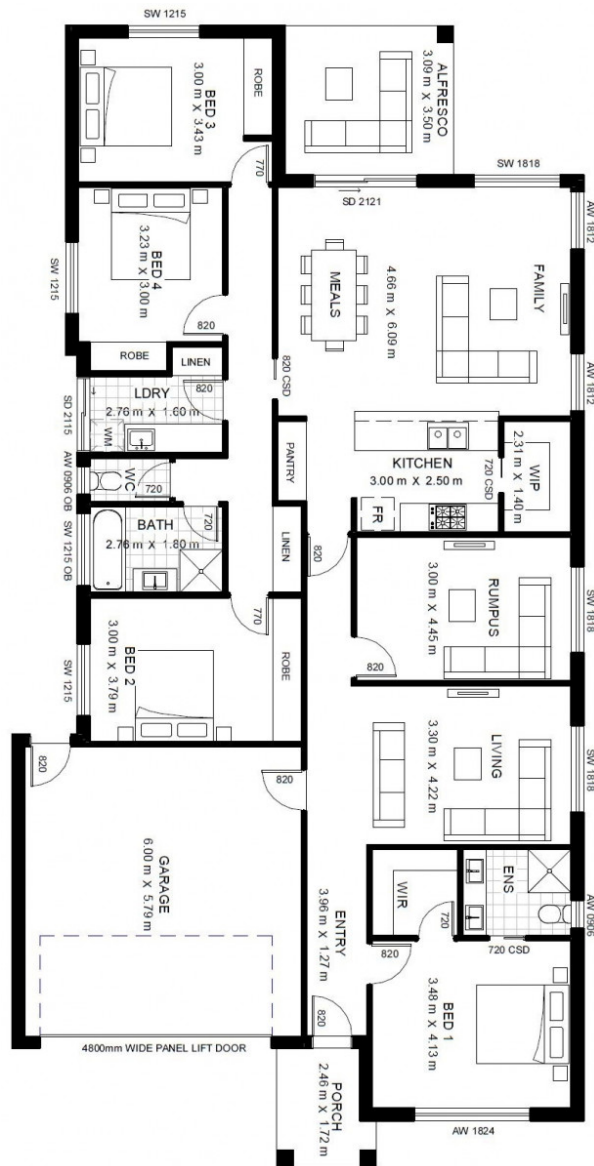 SW 1215
BED 3
3.00 m X 3.43 m
ROBE
770
ALFRESCO
3.09 m X 3.50 m
SW 1818
SD 2121
AW 1812
SW 1215
BED 4
3.23 m X 3.00 m
820
ROBE
LINEN
MEALS
4.66 m X 6.09 m
FAMILY
820 CSD
AW 1812
SD 2115
LDRY
820
2.76 m X 1.60 m
WM
PANTRY
KITCHEN
3.00 m X 2.50 m
FR
720 CSD
WIP
2.31 m X 1.40 m
AW 0906 OB
WC
720
SW 1215 OB
BATH
720
2.76 m X 1.80 m
LINEN
820
RUMPUS
3.00 m X 4.45 m
820
SW 1818
SW 1215
BED 2
3.00 m X 3.79 m
770
ROBE
LIVING
3.30 m X 4.22 m
SW 1818
820
820
GARAGE
6.00 m X 5.79 m
4800mm WIDE PANEL LIFT DOOR
ENTRY
3.96 m X 1.27 m
WIR
720
ENS
AW 0906
720 CSD
820
BED 1
3.48 m X 4.13 m
820
PORCH
2.46 m X 1.72 m
AW 1824